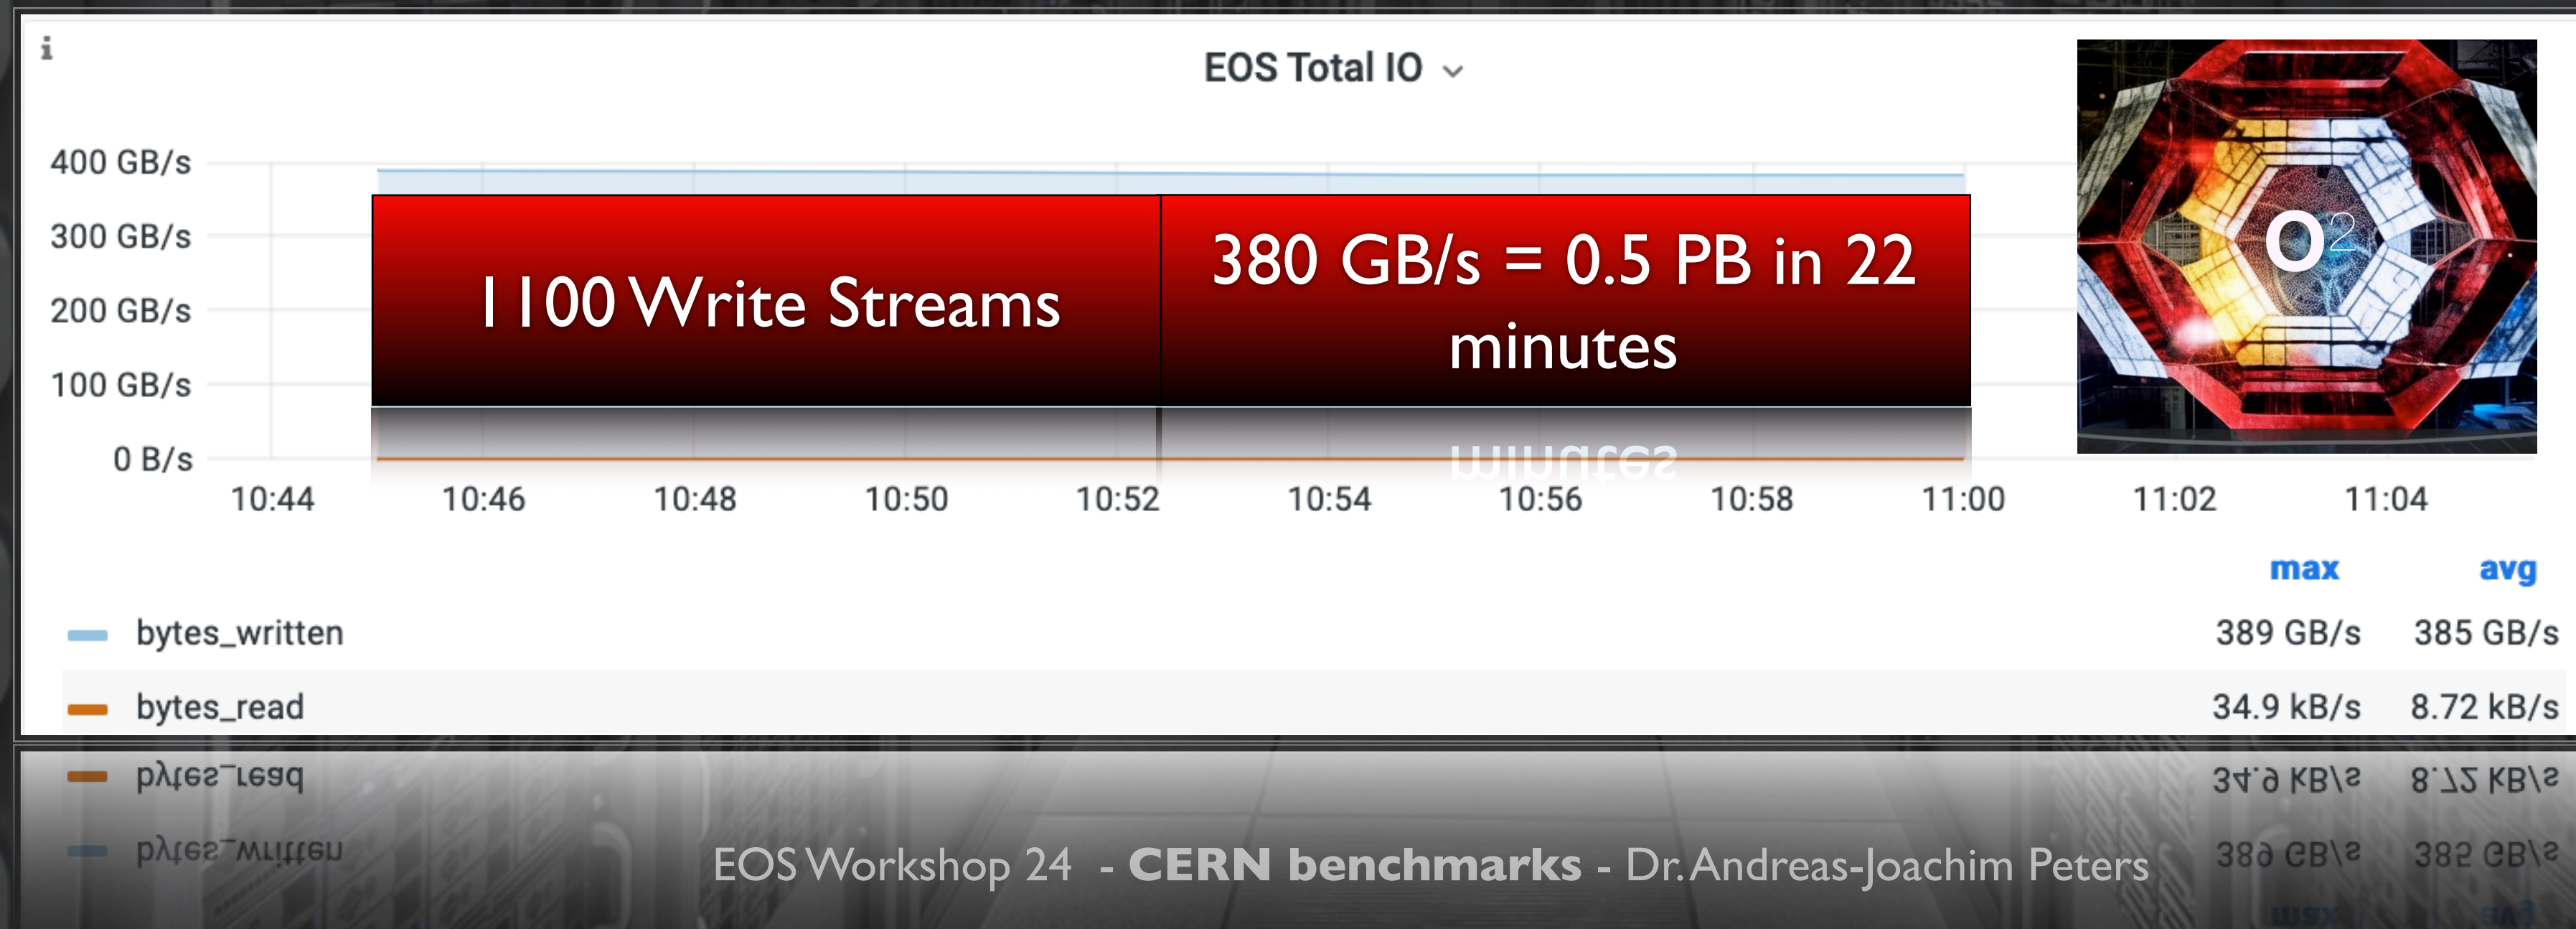 EOS Total IO
O2
400 GB/s
300 GB/s
200 GB/s
100 GB/s
0 B/s
1100 Write Streams
380 GB/s = 0.5 PB in 22
minutes
10:44 10:46 10:48 10:50 10:52 10:54 10:56 10:58 11:00 11:02 11:04
max avg
bytes_written 389 GB/s 385 GB/s
bytes_read 34.9 kB/s 8.72 kB/s
EOS Workshop 24 - CERN benchmarks - Dr. Andreas-Joachim Peters